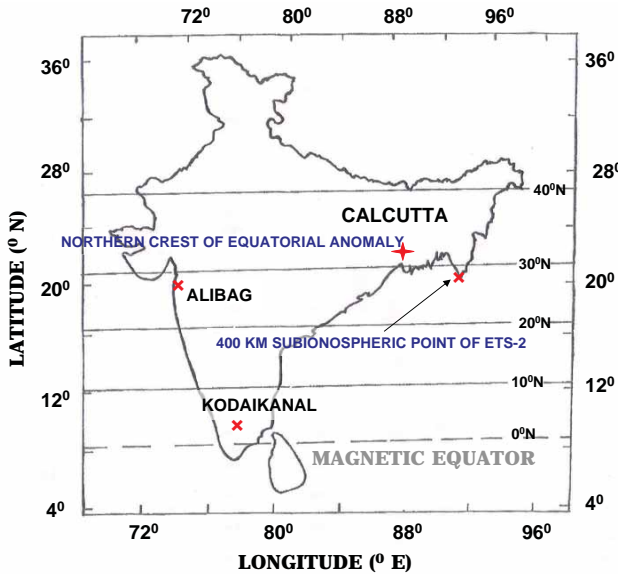 72⁰ 80⁰ 88⁰ 96⁰
36⁰ 36⁰
28⁰ 28⁰
40⁰N
CALCUTTA
NORTHERN CREST OF EQUATORIAL ANOMALY
30⁰N
20⁰ 20⁰
ALIBAG
20⁰N
400 KM SUBIONOSPHERIC POINT OF ETS-2
10⁰N
12⁰ 12⁰
KODAIKANAL
0⁰N
MAGNETIC EQUATOR
4⁰ 4⁰
72⁰ 80⁰ 88⁰ 96⁰
LATITUDE (⁰ N)
LONGITUDE (⁰ E)